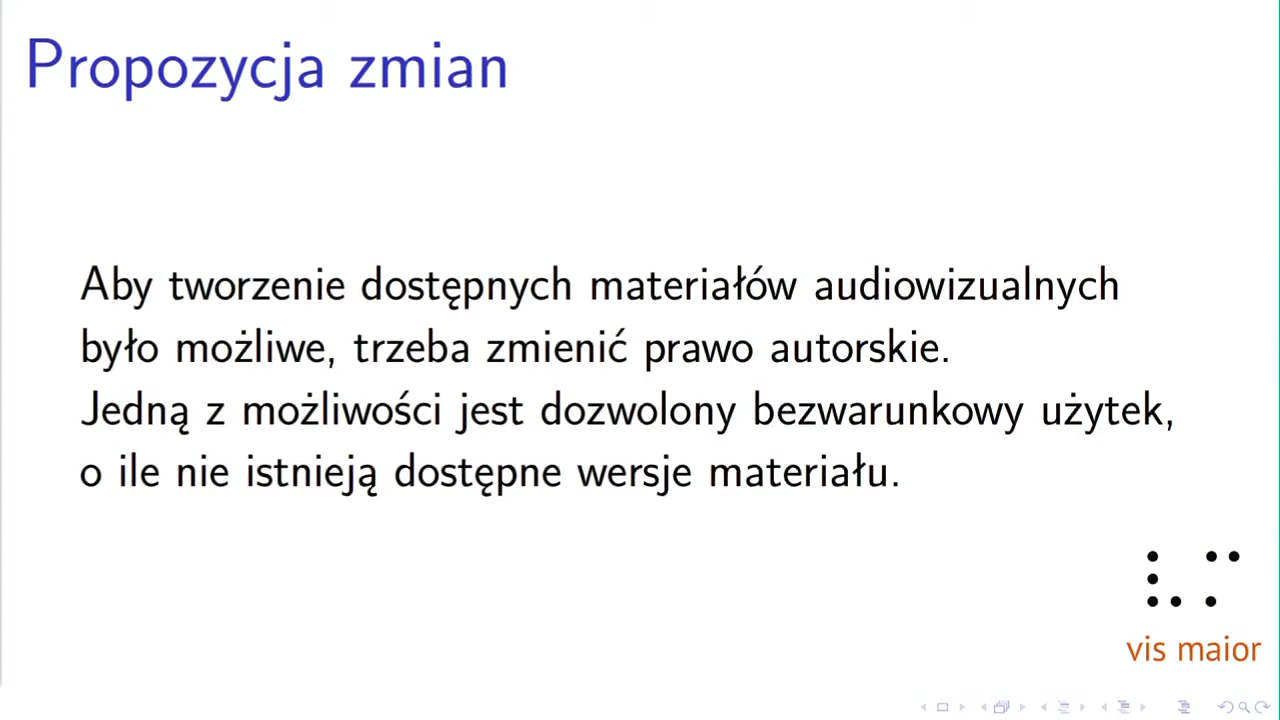 Propozycja zmian
Aby tworzenie dostępnych materiałów audiowizualnych
było możliwe, trzeba zmienić prawo autorskie.
Jedną z możliwości jest dozwolony bezwarunkowy użytek,
o ile nie istnieją dostępne wersje materiału.
vis maior